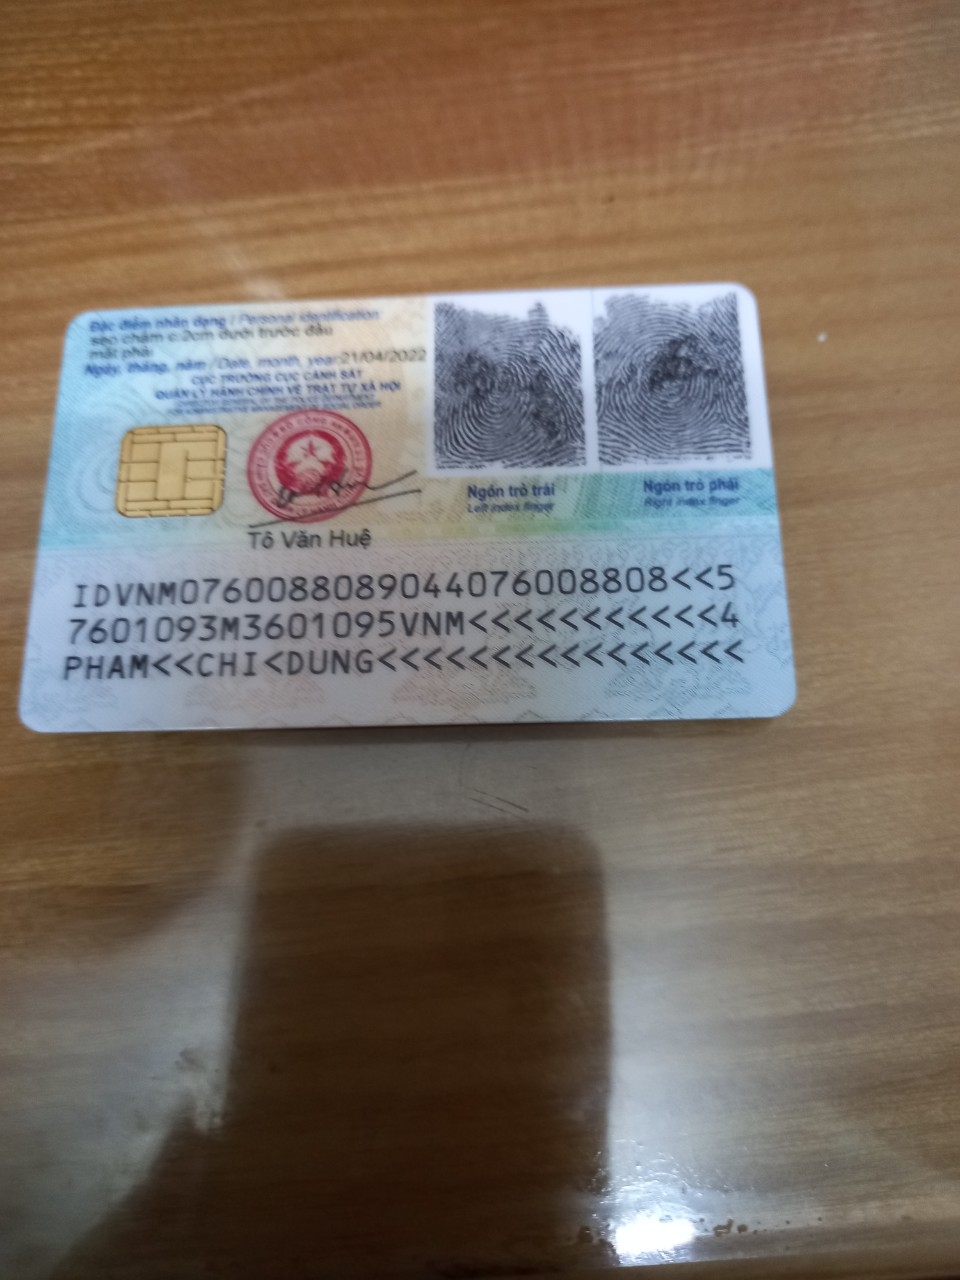 Đặc điểm nhân dạng / Personal identification
sẹo chấm c:2cm dưới trước đầu
mắt phải
Ngày, tháng, năm / Date, month, year:21/04/2022
CỤC TRƯỞNG CỤC CẢNH SÁT
QUẢN LÝ HÀNH CHÍNH VỀ TRẬT TỰ XÃ HỘI
Tô Văn Huệ
Ngón trỏ trái
Left index finger
Ngón trỏ phải
Right index finger
IDVNM0760088089044076008808<<5
7601093M3601095VNM<<<<<<<<<<<4
PHAM<<CHI<DUNG<<<<<<<<<<<<<<<<